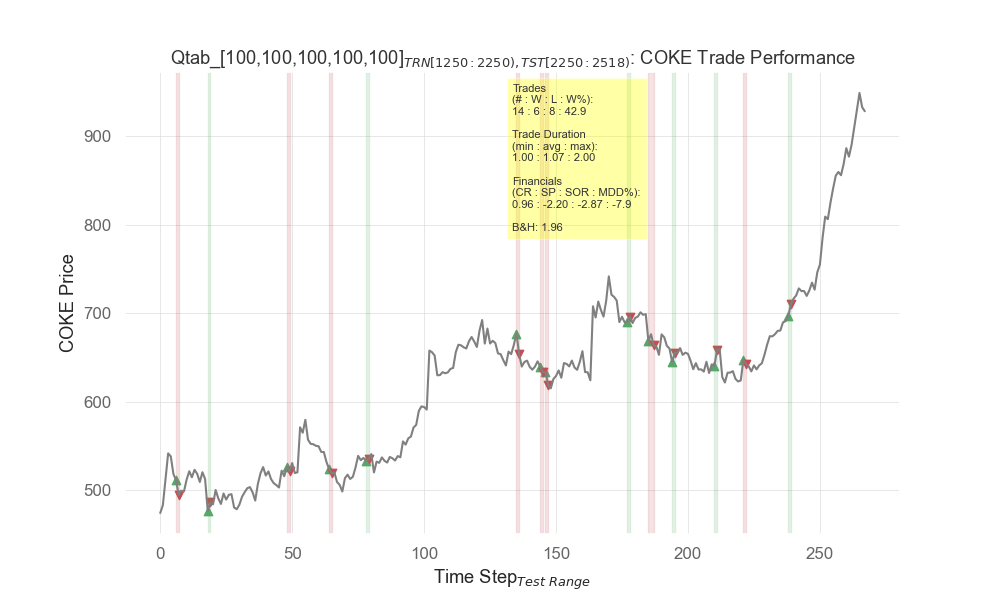 Qtab_[100,100,100,100,100]TRN[1250:2250),TST[2250:2518): COKE Trade Performance
Trades
(# : W : L : W%):
14 : 6 : 8 : 42.9
Trade Duration
(min : avg : max):
1.00 : 1.07 : 2.00
Financials
(CR : SP : SOR : MDD%):
0.96 : -2.20 : -2.87 : -7.9
B&H: 1.96
COKE Price
900
800
700
600
500
0 50 100 150 200 250
Time StepTest Range